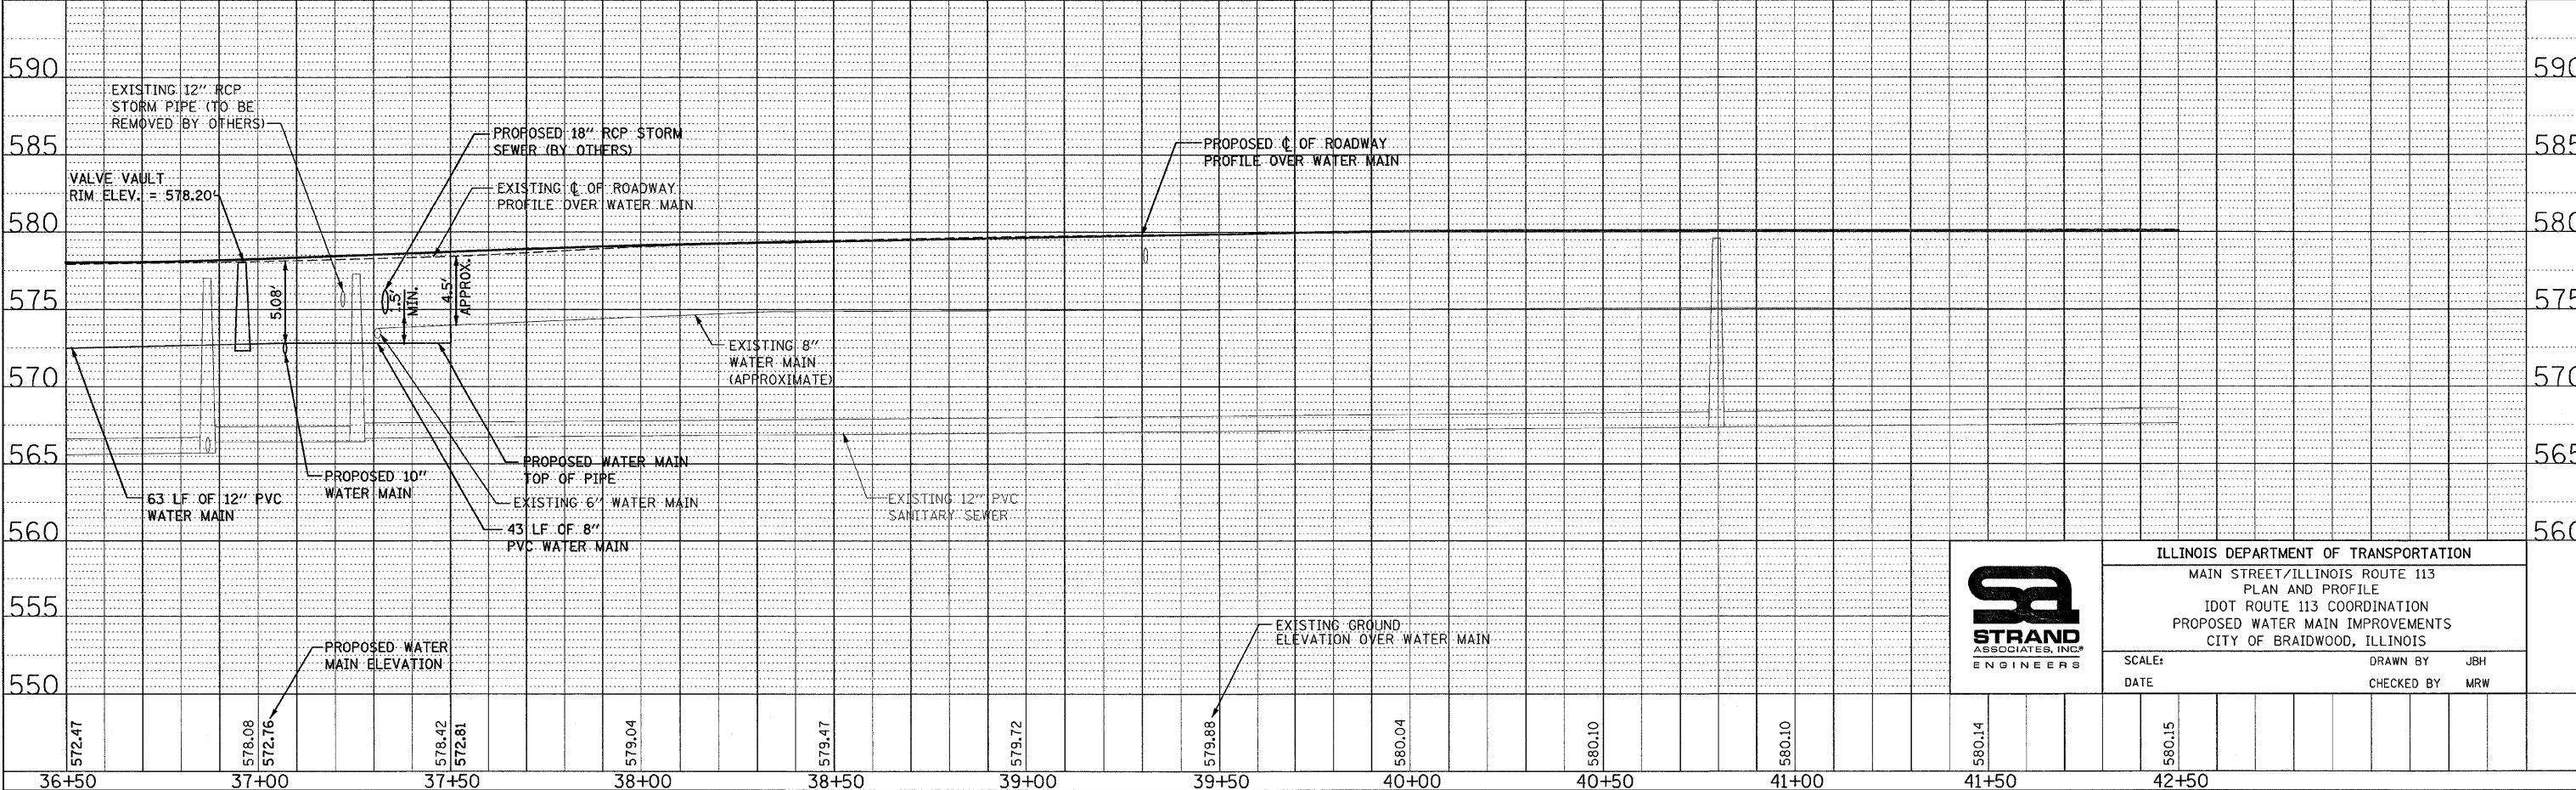 590
590
EXISTING 12" RCP
STORM PIPE (TO BE
REMOVED BY OTHERS)
PROPOSED 18" RCP STORM
SEWER (BY OTHERS)
PROPOSED ℄ OF ROADWAY
PROFILE OVER WATER MAIN
585
585
VALVE VAULT
RIM ELEV. = 578.20'
EXISTING ℄ OF ROADWAY
PROFILE OVER WATER MAIN
580
580
5.08'
1.5'
MIN.
4.5'
APPROX.
575
575
EXISTING 8"
WATER MAIN
(APPROXIMATE)
570
570
565
565
PROPOSED WATER MAIN
TOP OF PIPE
PROPOSED 10"
WATER MAIN
63 LF OF 12" PVC
WATER MAIN
EXISTING 6" WATER MAIN
EXISTING 12" PVC
SANITARY SEWER
43 LF OF 8"
PVC WATER MAIN
560
560
555
550
PROPOSED WATER
MAIN ELEVATION
EXISTING GROUND
ELEVATION OVER WATER MAIN
sa
STRAND
ASSOCIATES, INC.®
ENGINEERS
ILLINOIS DEPARTMENT OF TRANSPORTATION
MAIN STREET/ILLINOIS ROUTE 113
PLAN AND PROFILE
IDOT ROUTE 113 COORDINATION
PROPOSED WATER MAIN IMPROVEMENTS
CITY OF BRAIDWOOD, ILLINOIS
SCALE: DRAWN BY JBH
DATE CHECKED BY MRW
572.47
578.08
572.76
578.42
572.81
579.04
579.47
579.72
579.88
580.04
580.10
580.10
580.14
580.15
36+50 37+00 37+50 38+00 38+50 39+00 39+50 40+00 40+50 41+00 41+50 42+50